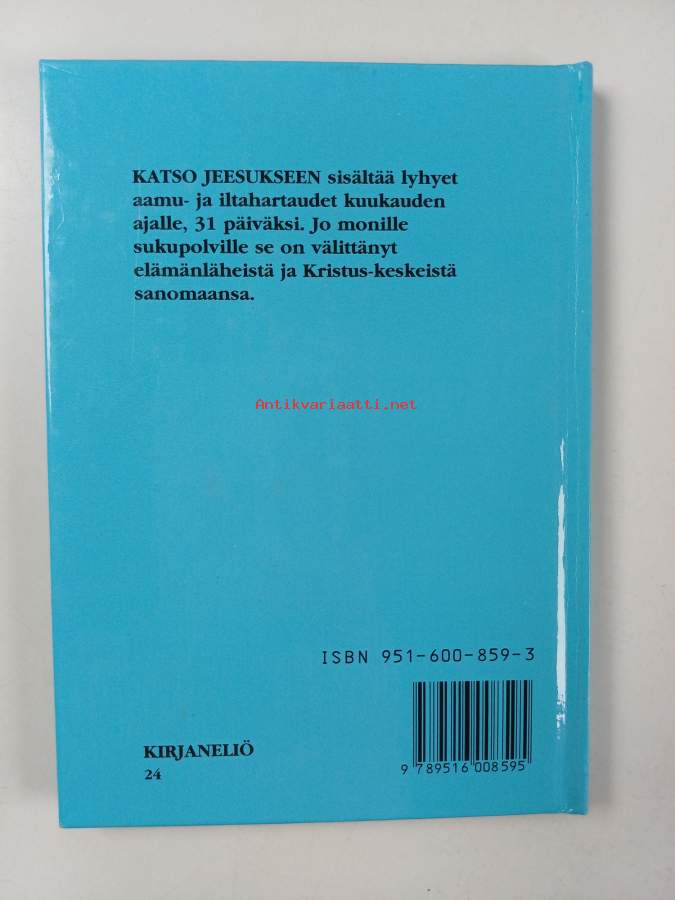 KATSO JEESUKSEEN sisältää lyhyet
aamu- ja iltahartaudet kuukauden
ajalle, 31 päiväksi. Jo monille
sukupolville se on välittänyt
elämänläheistä ja Kristus-keskeistä
sanomaansa.
Antikvariaatti.net
ISBN 951-600-859-3
9 789516 008595
KIRJANELIÖ
24